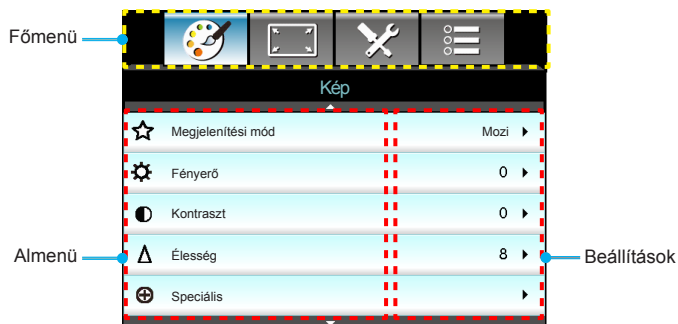 Főmenü
Kép
Megjelenítési mód Mozi
Fényerő 0
Kontraszt 0
Almenü
Élesség 8
Beállítások
Speciális